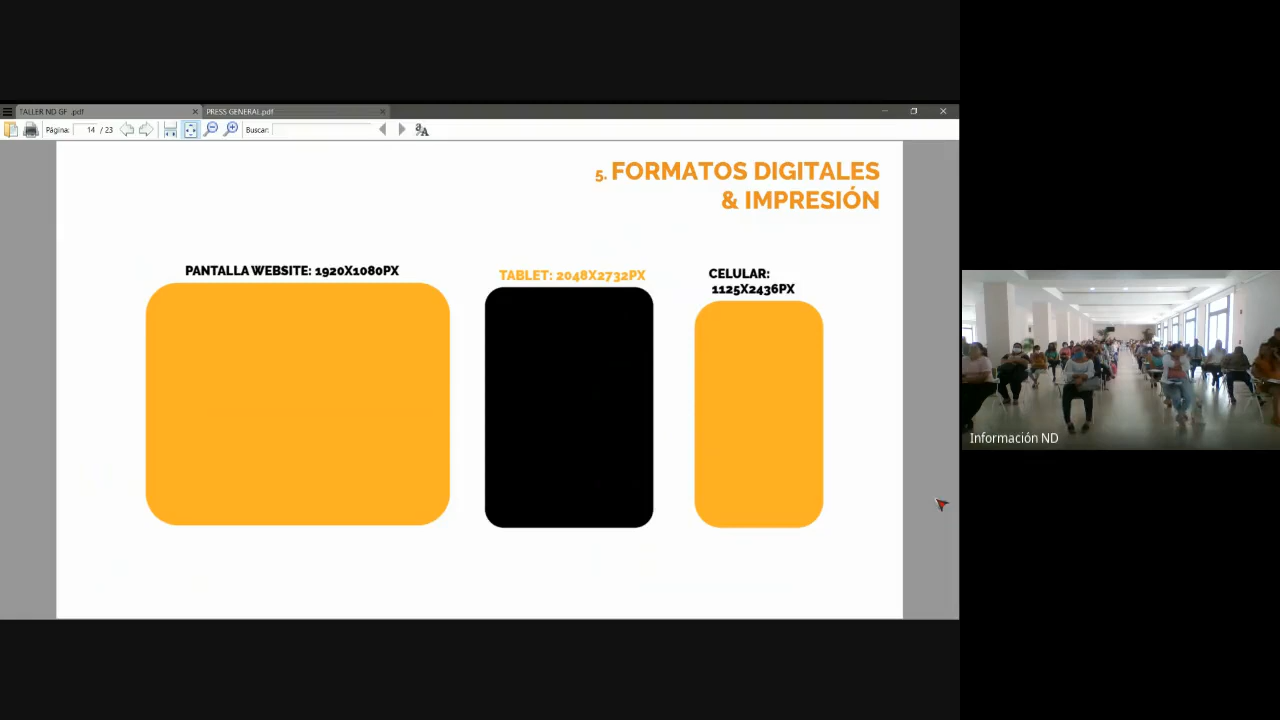 TALLER ND GF .pdf
PRESS GENERAL.pdf
Página:
14 / 23
Buscar:
5. FORMATOS DIGITALES
& IMPRESIÓN
PANTALLA WEBSITE: 1920X1080PX
TABLET: 2048X2732PX
CELULAR:
1125X2436PX
Información ND